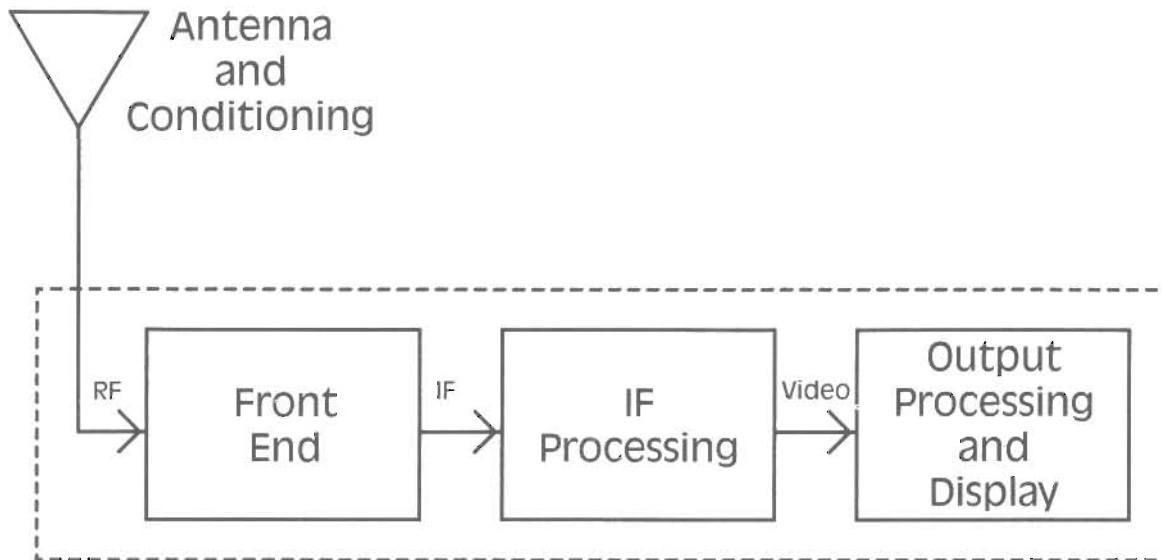 Antenna
and
Conditioning
RF
Front
End
IF
IF
Processing
Video
Output
Processing
and
Display